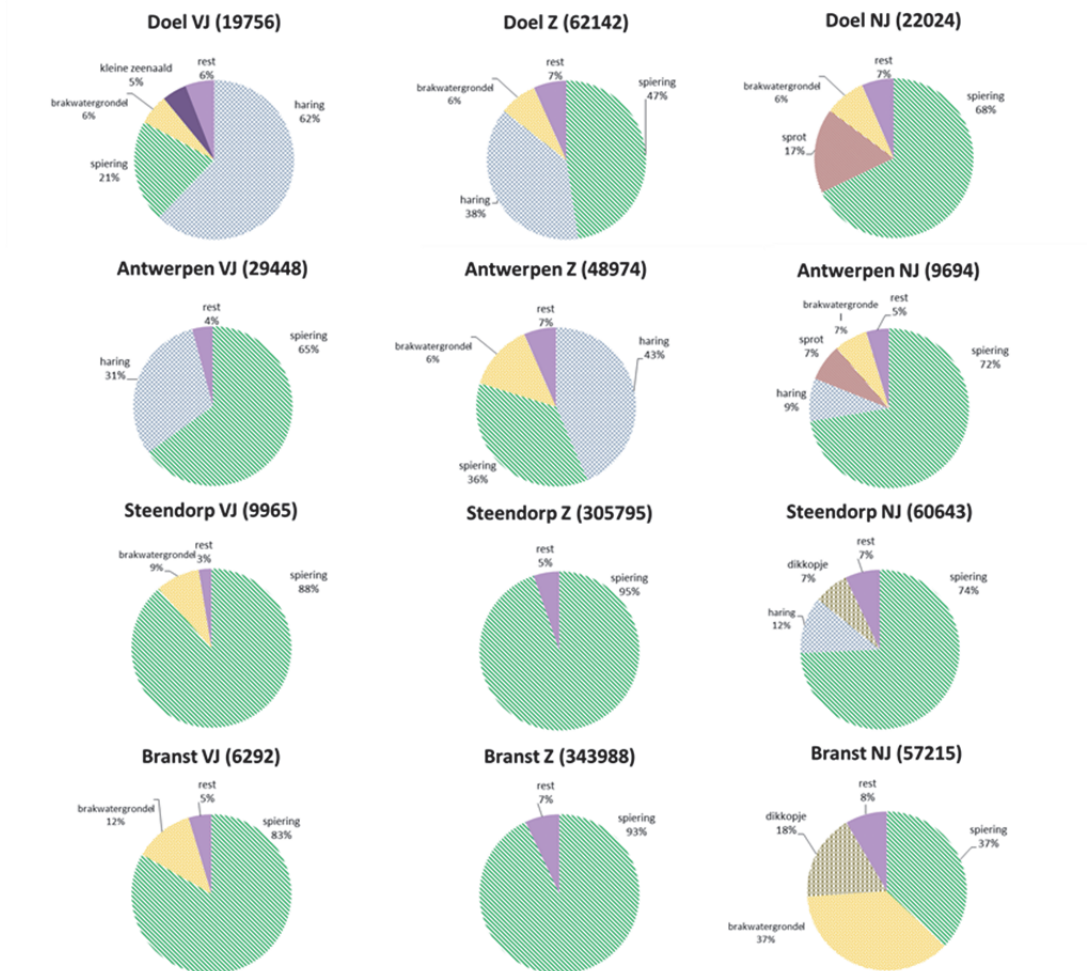 Doel VJ (19756)
kleine zeenaald
5%
rest
6%
brakwatergrondel
6%
haring
62%
spiering
21%
Doel Z (62142)
rest
7%
brakwatergrondel
6%
spiering
47%
haring
38%
Doel NJ (22024)
rest
7%
brakwatergrondel
6%
spiering
68%
sprot
17%
Antwerpen VJ (29448)
rest
4%
spiering
65%
haring
31%
Antwerpen Z (48974)
rest
7%
brakwatergrondel
6%
haring
43%
spiering
36%
Antwerpen NJ (9694)
brakwatergronde
7%
rest
5%
sprot
7%
spiering
72%
haring
9%
Steendorp VJ (9965)
rest
3%
brakwatergrondel
9%
spiering
88%
Steendorp Z (305795)
rest
5%
spiering
95%
Steendorp NJ (60643)
rest
7%
dikkopje
7%
spiering
74%
haring
12%
Branst VJ (6292)
rest
5%
brakwatergrondel
12%
spiering
83%
Branst Z (343988)
rest
7%
spiering
93%
Branst NJ (57215)
rest
8%
dikkopje
18%
spiering
37%
brakwatergrondel
37%